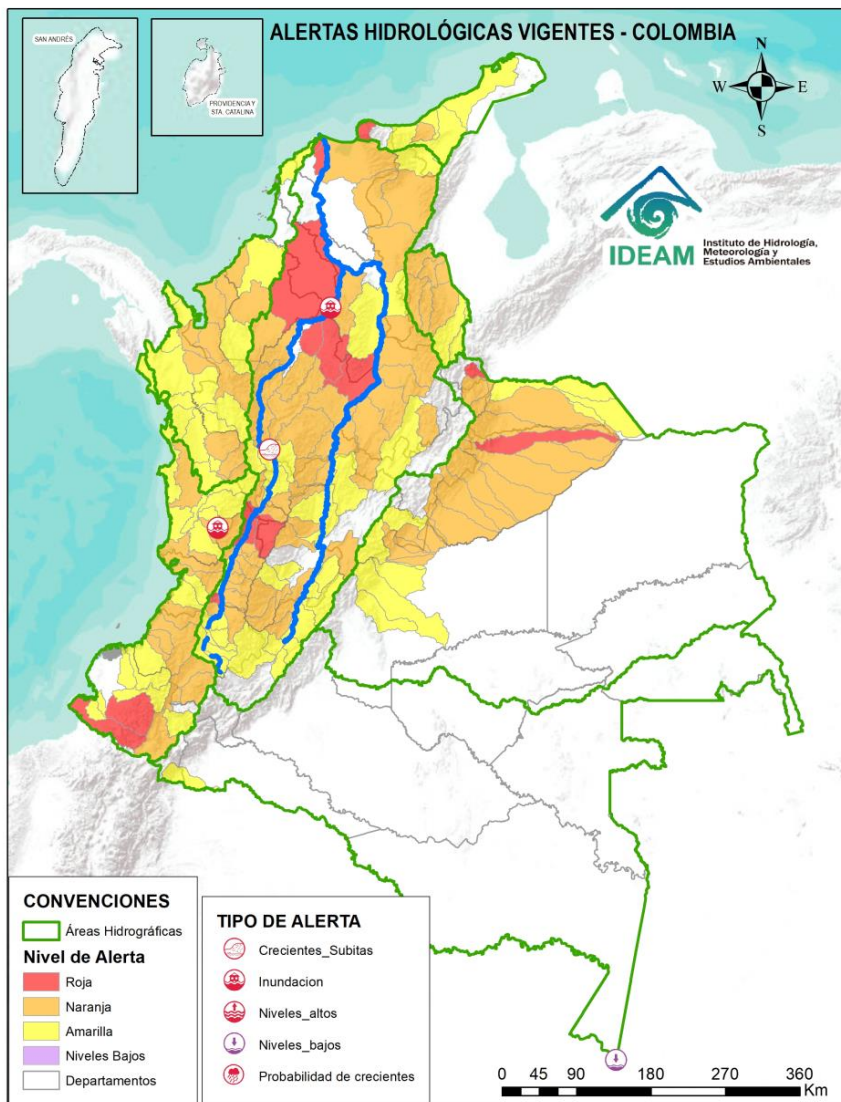 ALERTAS HIDROLÓGICAS VIGENTES - COLOMBIA
SAN ANDRÉS
PROVIDENCIA Y
STA. CATALINA
N
W
E
S
IDEAM
Instituto de Hidrología,
Meteorología y
Estudios Ambientales
CONVENCIONES
Áreas Hidrográficas
Nivel de Alerta
Roja
Naranja
Amarilla
Niveles Bajos
Departamentos
TIPO DE ALERTA
Crecientes_Subitas
Inundacion
Niveles_altos
Niveles_bajos
Probabilidad de crecientes
0 45 90 180 270 360
Km